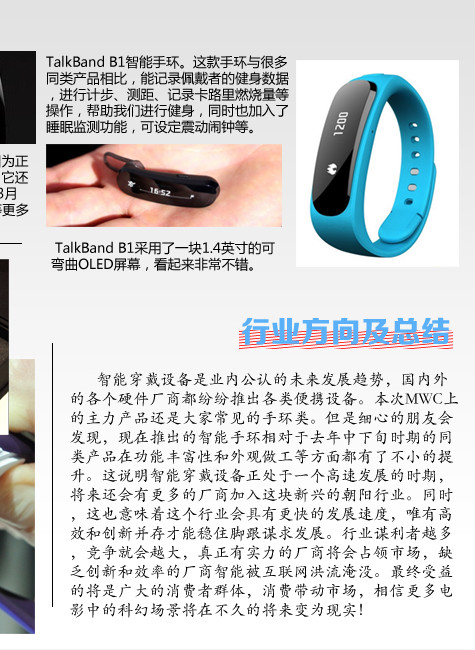 TalkBand B1智能手环。这款手环与很多
同类产品相比，能记录佩戴者的健身数据
，进行计步、测距、记录卡路里燃烧量等
操作，帮助我们进行健身，同时也加入了
睡眠监测功能，可设定震动闹钟等。
1200
为正
它还
3月
更多
16:52
TalkBand B1采用了一块1.4英寸的可
弯曲OLED屏幕，看起来非常不错。
行业方向及总结
智能穿戴设备是业内公认的未来发展趋势，国内外
的各个硬件厂商都纷纷推出各类便携设备。本次MWC上
的主力产品还是大家常见的手环类。但是细心的朋友会
发现，现在推出的智能手环相对于去年中下旬时期的同
类产品在功能丰富性和外观做工等方面都有了不小的提
升。这说明智能穿戴设备正处于一个高速发展的时期，
将来还会有更多的厂商加入这块新兴的朝阳行业。同时
，这也意味着这个行业会具有更快的发展速度，唯有高
效和创新并存才能稳住脚跟谋求发展。行业谋利者越多
，竞争就会越大，真正有实力的厂商将会占领市场，缺
乏创新和效率的厂商智能被互联网洪流淹没。最终受益
的将是广大的消费者群体，消费带动市场，相信更多电
影中的科幻场景将在不久的将来变为现实！